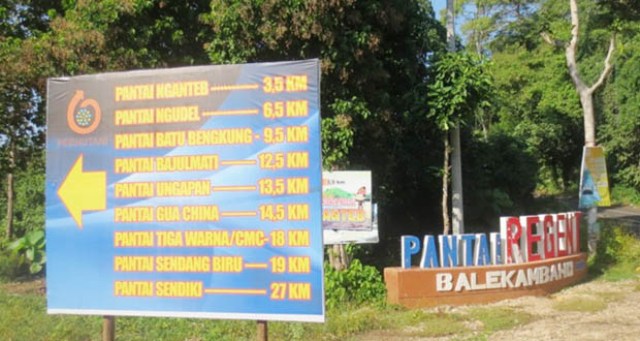 PANTAI NGANTEB 3,5 KM
PANTAI NGUDEL 6,5 KM
PANTAI BATU BENGKUNG - 9,5 KM
PANTAI BAJULMATI 12,5 KM
PANTAI UNGAPAN 13,5 KM
PANTAI GUA CHINA 14,5 KM
PANTAI TIGA WARNA/CMC - 18 KM
PANTAI SENDANG BIRU 19 KM
PANTAI SENDIKI 27 KM
PANTAI REGENT
BALEKAMBANG